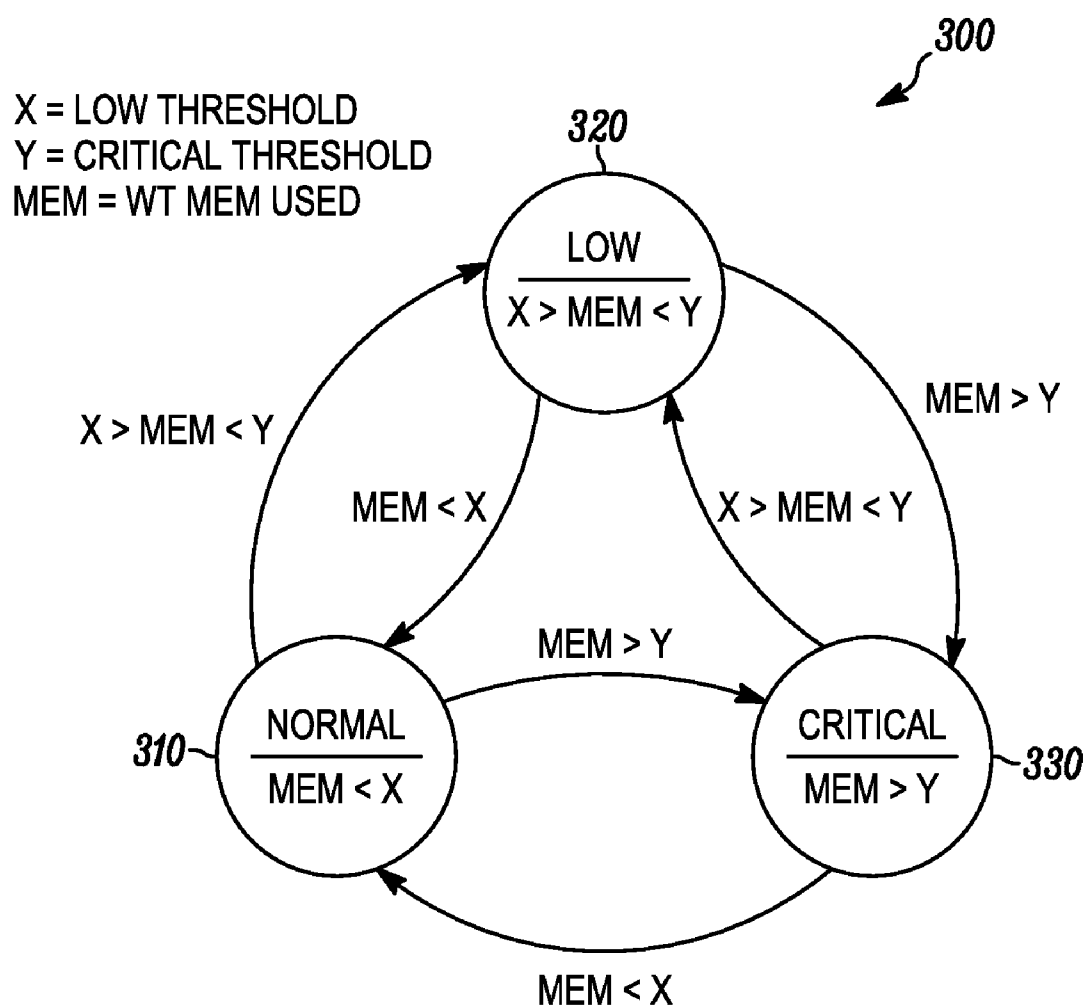 300
X = LOW THRESHOLD
Y = CRITICAL THRESHOLD
MEM = WT MEM USED
320
LOW
X > MEM < Y
X > MEM < Y
MEM > Y
MEM < X
X > MEM < Y
MEM > Y
310
NORMAL
MEM < X
CRITICAL
MEM > Y
330
MEM < X